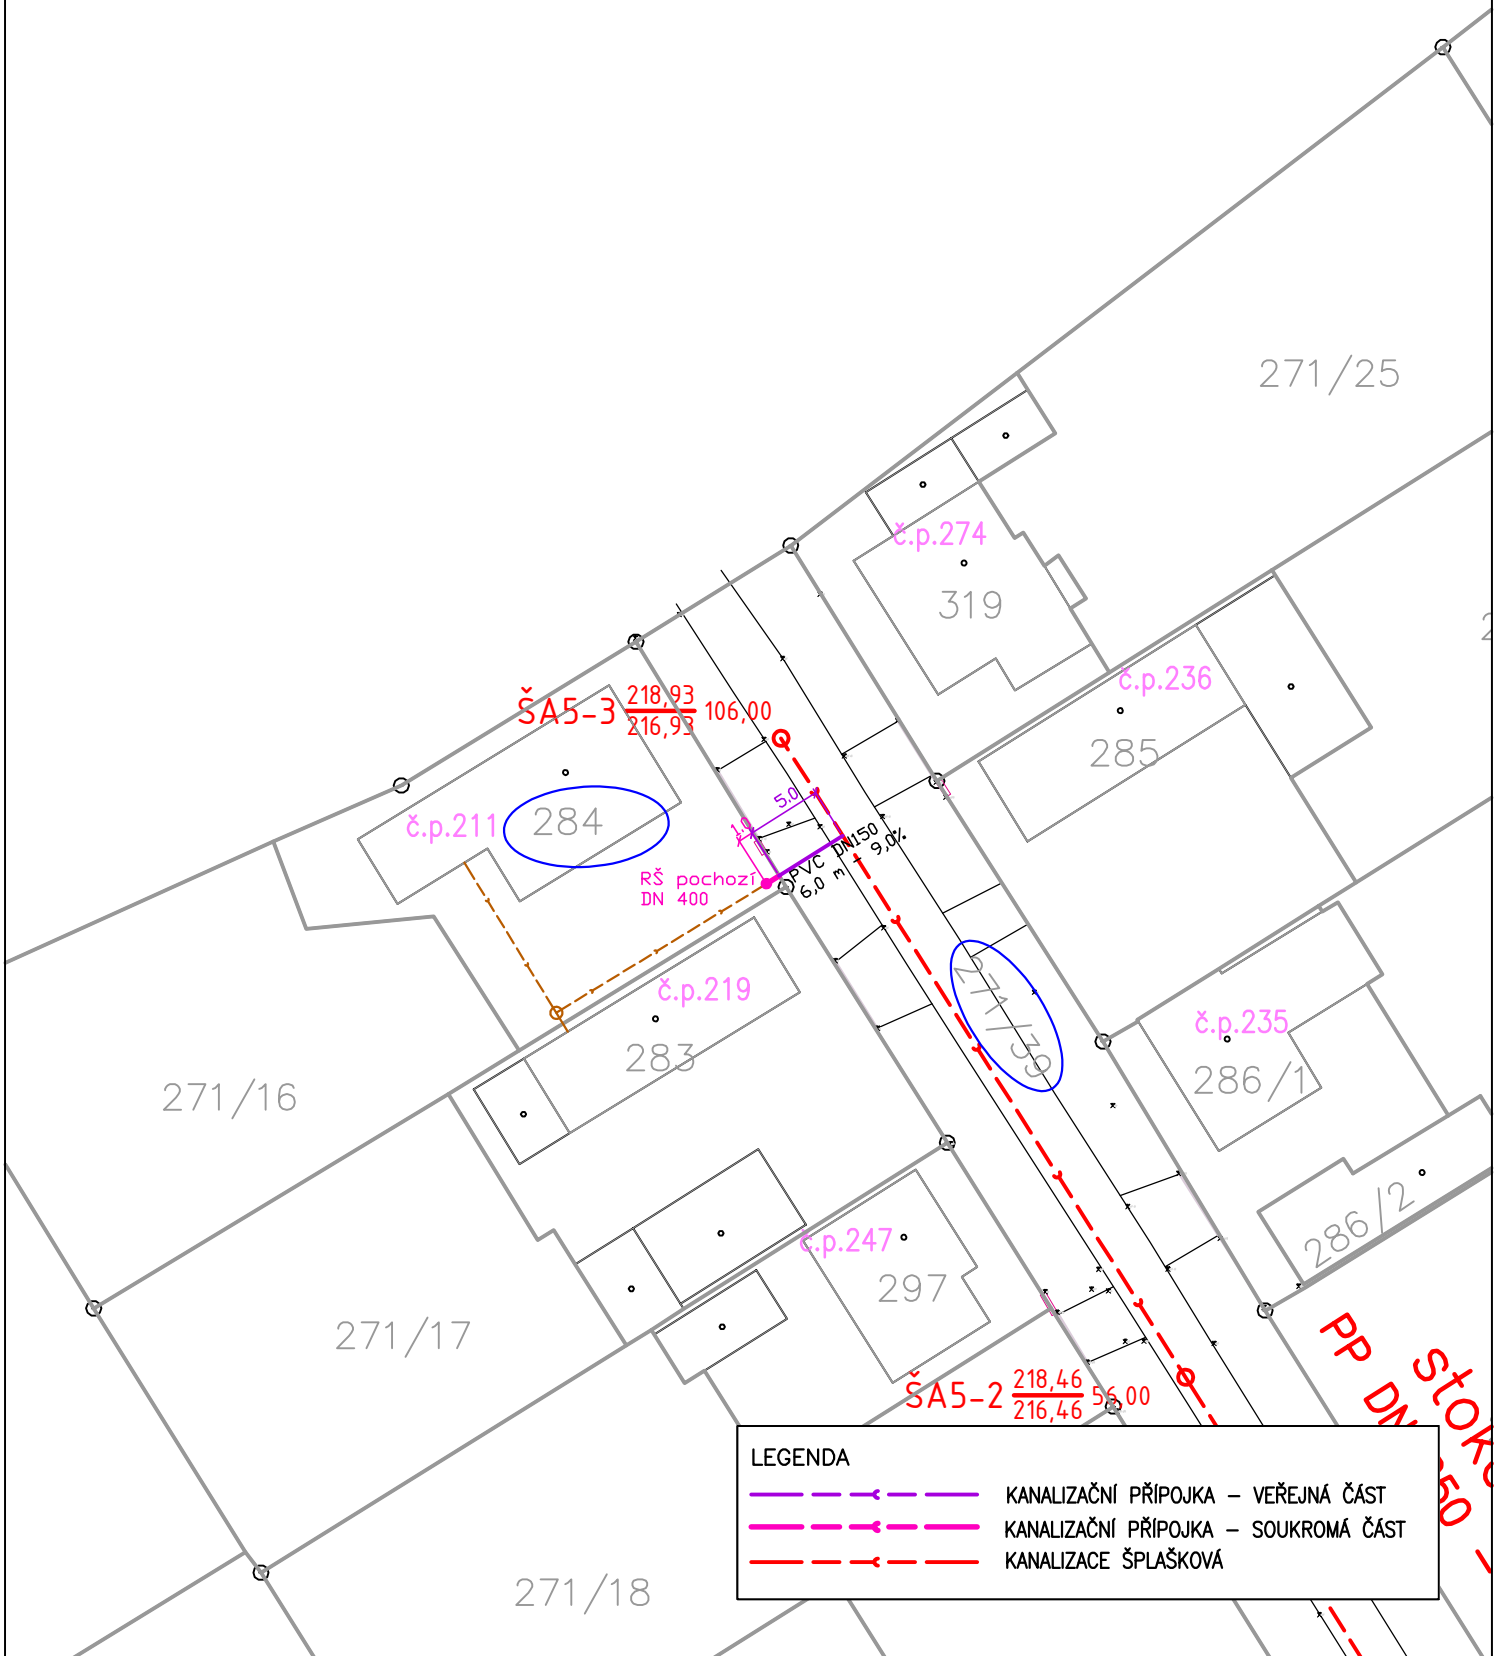 271/25
č.p.274
319
č.p.236
285
ŠA5-3 218,93 106,00
216,93
č.p.211
284
5.0
1.0
PVC DN150
6,0 m - 9,0%
RŠ pochozí
DN 400
č.p.219
283
271/39
č.p.235
286/1
271/16
286/2
č.p.247
297
271/17
ŠA5-2 218,46 56,00
216,46
PP DN
LEGENDA
KANALIZAČNÍ PŘÍPOJKA – VEŘEJNÁ ČÁST
KANALIZAČNÍ PŘÍPOJKA – SOUKROMÁ ČÁST
KANALIZACE ŠPLAŠKOVÁ
271/18